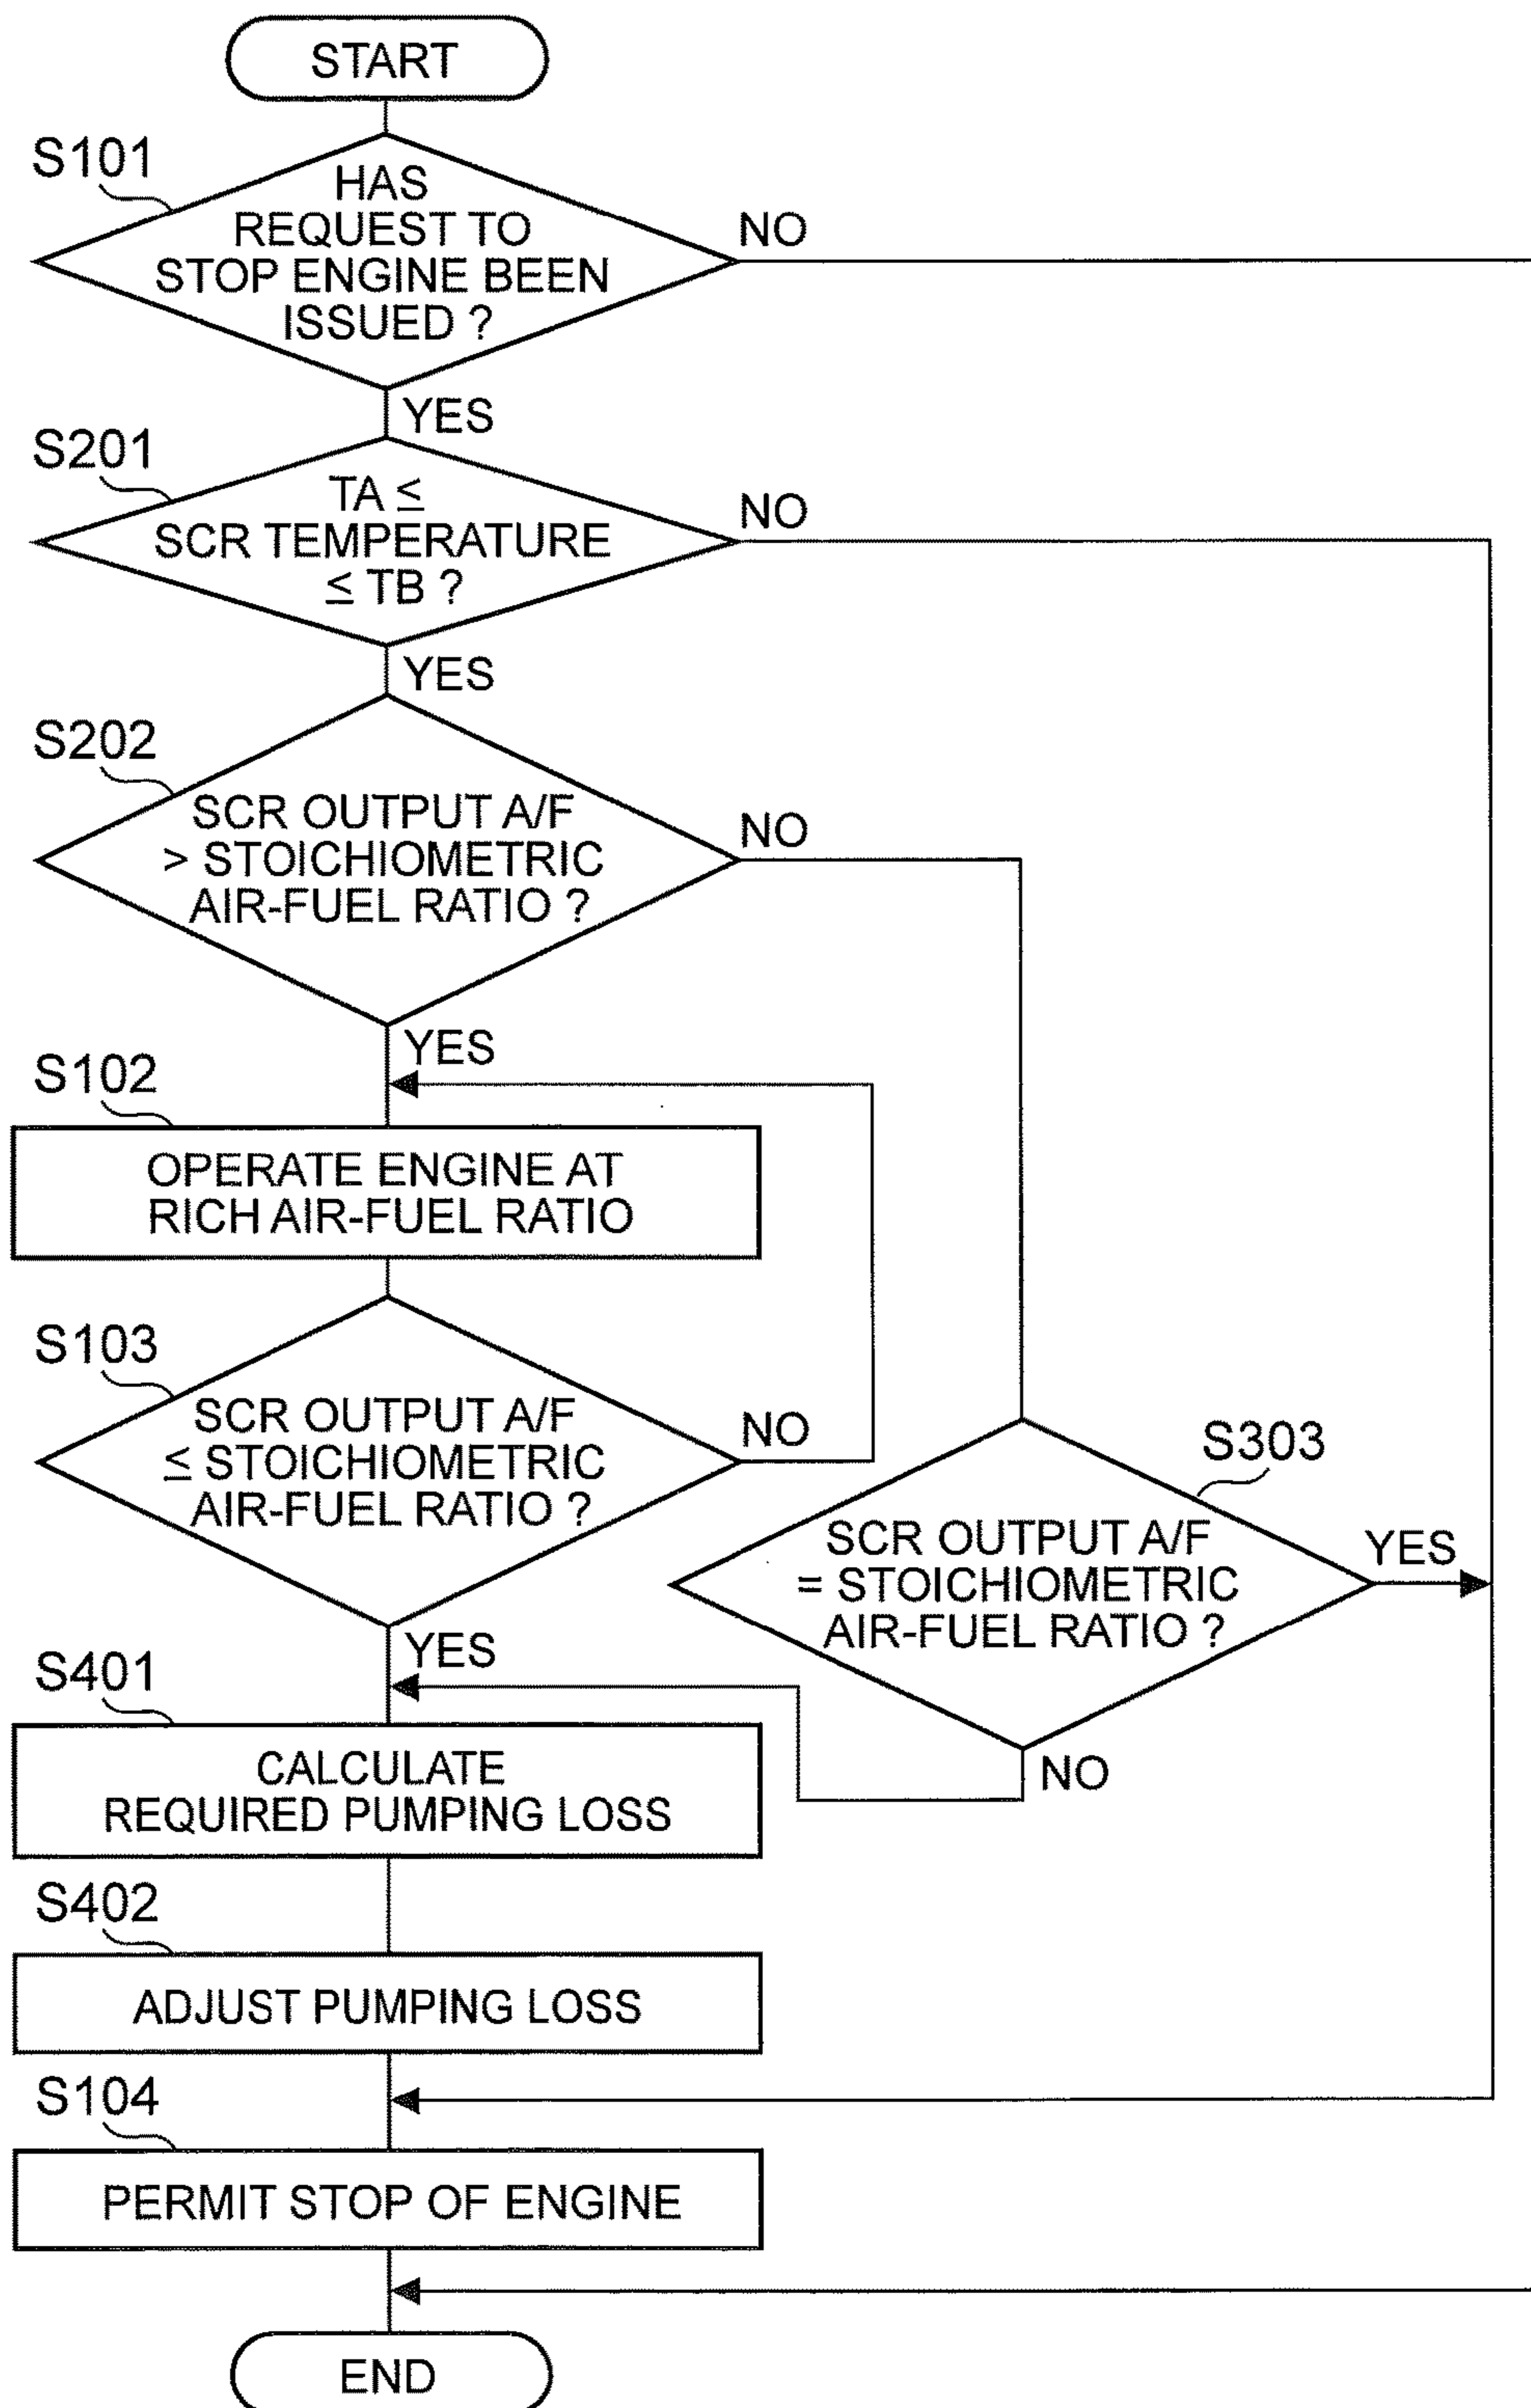 START
S101
HAS
REQUEST TO
STOP ENGINE BEEN
ISSUED ?
NO
YES
S201
TA ≤
SCR TEMPERATURE
≤ TB ?
NO
YES
S202
SCR OUTPUT A/F
> STOICHIOMETRIC
AIR-FUEL RATIO ?
NO
YES
S102
OPERATE ENGINE AT
RICH AIR-FUEL RATIO
S103
SCR OUTPUT A/F
≤ STOICHIOMETRIC
AIR-FUEL RATIO ?
NO
YES
S303
SCR OUTPUT A/F
= STOICHIOMETRIC
AIR-FUEL RATIO ?
YES
NO
S401
CALCULATE
REQUIRED PUMPING LOSS
S402
ADJUST PUMPING LOSS
S104
PERMIT STOP OF ENGINE
END